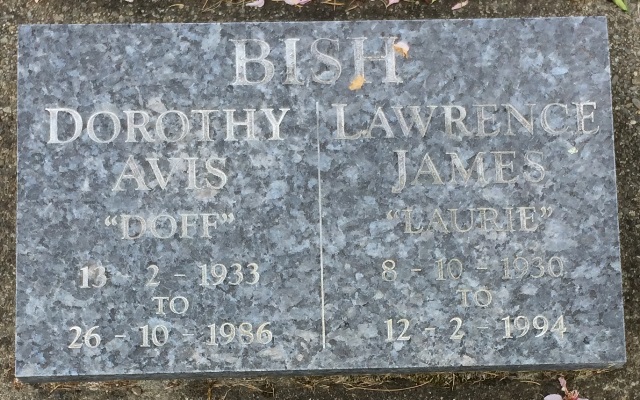 BISH
DOROTHY
AVIS
"DOFF"
13 - 2 - 1933
TO
26 - 10 - 1986
LAWRENCE
JAMES
"LAURIE"
8 - 10 - 1930
TO
12 - 2 - 1994